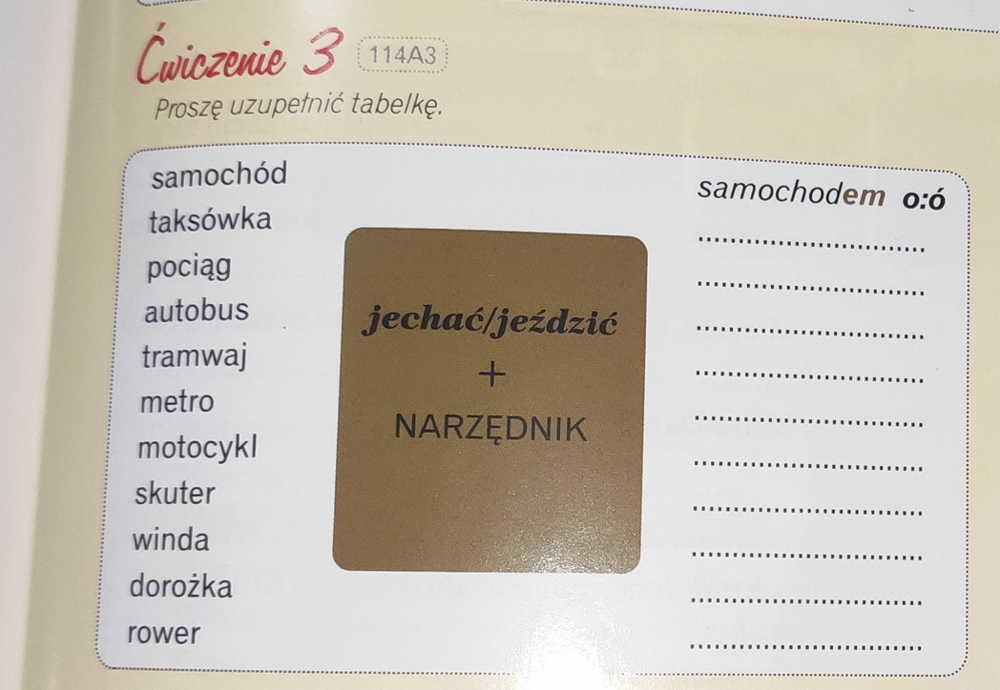 Ćwiczenie 3 114A3
Proszę uzupełnić tabelkę.
samochód
taksówka
pociąg
autobus
tramwaj
metro
motocykl
skuter
winda
dorożka
rower
jechać/jeździć
+
NARZĘDNIK
samochodem o:ó